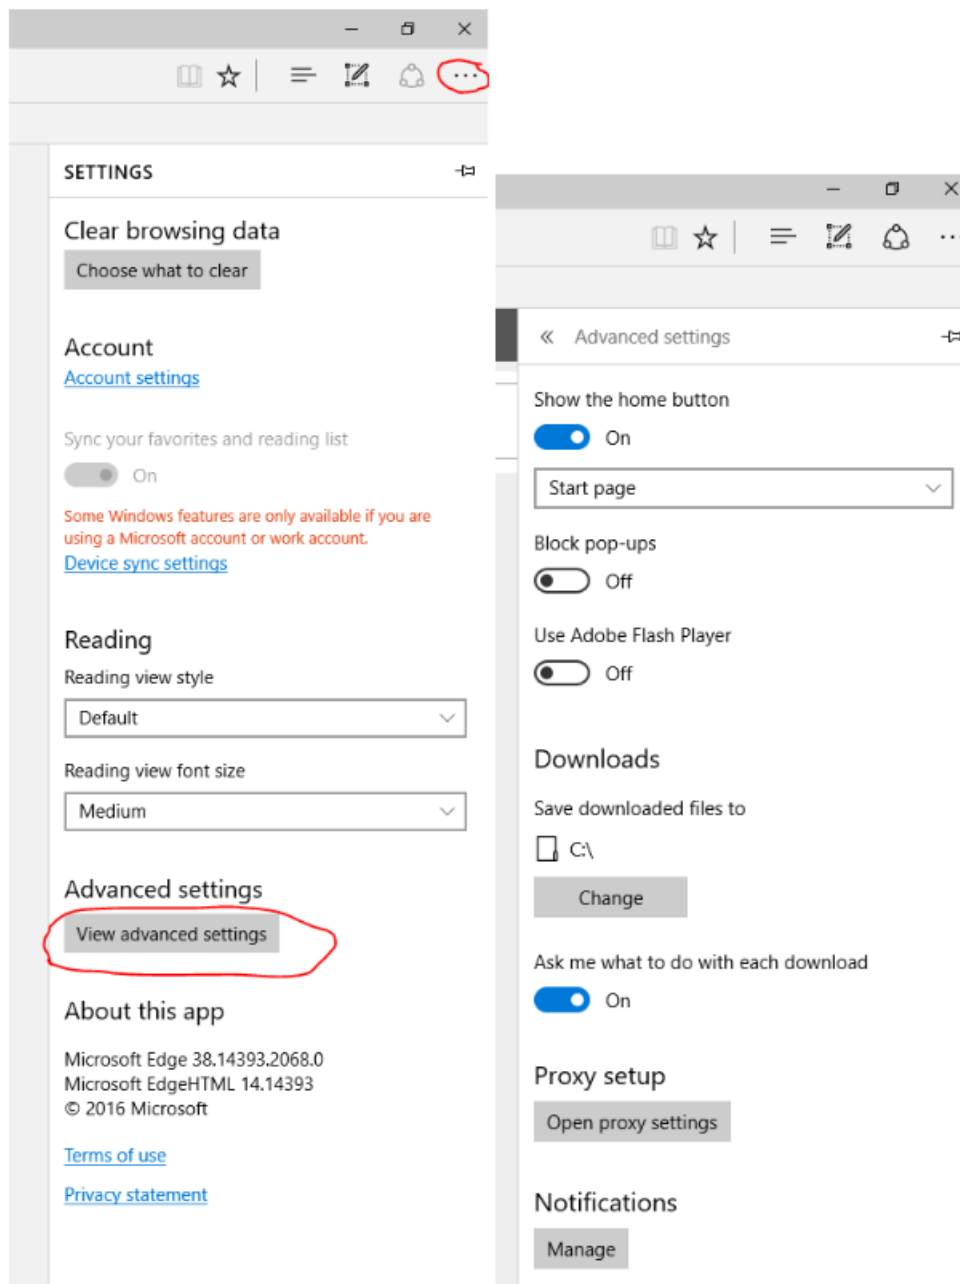 SETTINGS
Clear browsing data
Choose what to clear
Account
Account settings
Sync your favorites and reading list
On
Some Windows features are only available if you are
using a Microsoft account or work account.
Device sync settings
Reading
Reading view style
Default
Reading view font size
Medium
Advanced settings
View advanced settings
About this app
Microsoft Edge 38.14393.2068.0
Microsoft EdgeHTML 14.14393
© 2016 Microsoft
Terms of use
Privacy statement
Advanced settings
Show the home button
On
Start page
Block pop-ups
Off
Use Adobe Flash Player
Off
Downloads
Save downloaded files to
C:\
Change
Ask me what to do with each download
On
Proxy setup
Open proxy settings
Notifications
Manage